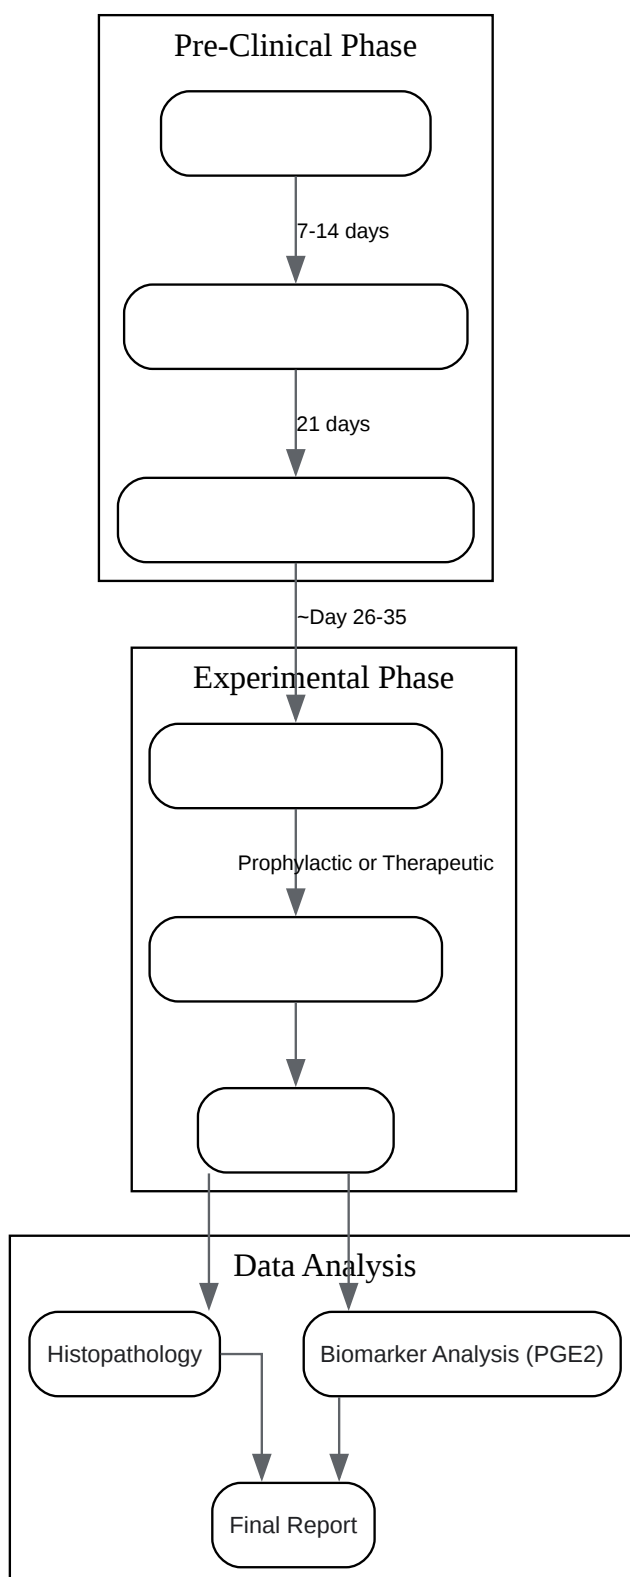 Pre-Clinical Phase
7-14 days
21 days
~Day 26-35
Experimental Phase
Prophylactic or Therapeutic
Data Analysis
Histopathology
Biomarker Analysis (PGE2)
Final Report